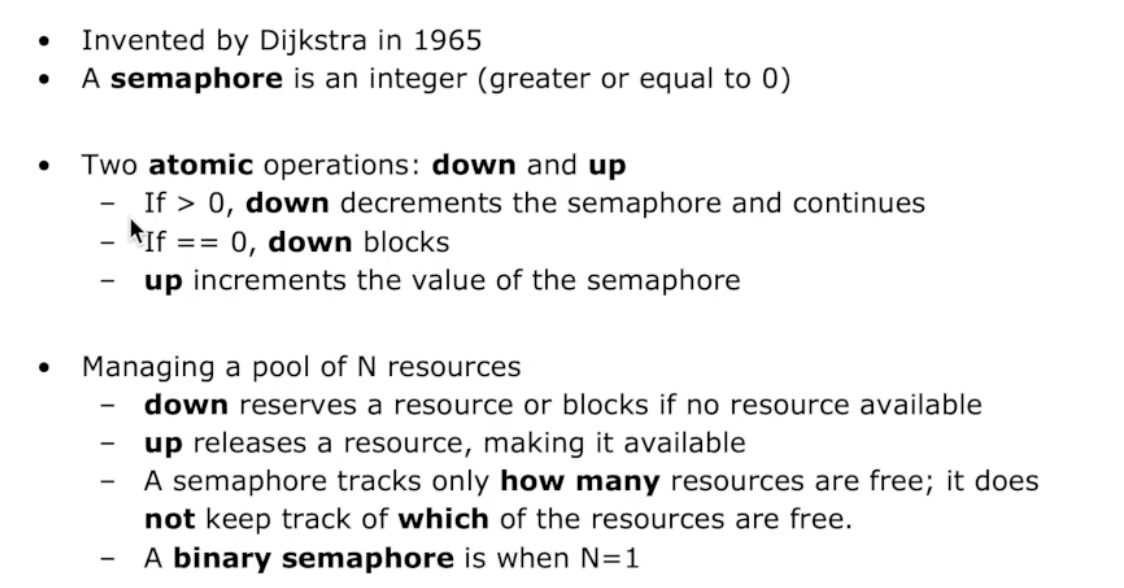 • Invented by Dijkstra in 1965
• A semaphore is an integer (greater or equal to 0)
• Two atomic operations: down and up
– If > 0, down decrements the semaphore and continues
– If == 0, down blocks
– up increments the value of the semaphore
• Managing a pool of N resources
– down reserves a resource or blocks if no resource available
– up releases a resource, making it available
– A semaphore tracks only how many resources are free; it does
not keep track of which of the resources are free.
– A binary semaphore is when N=1